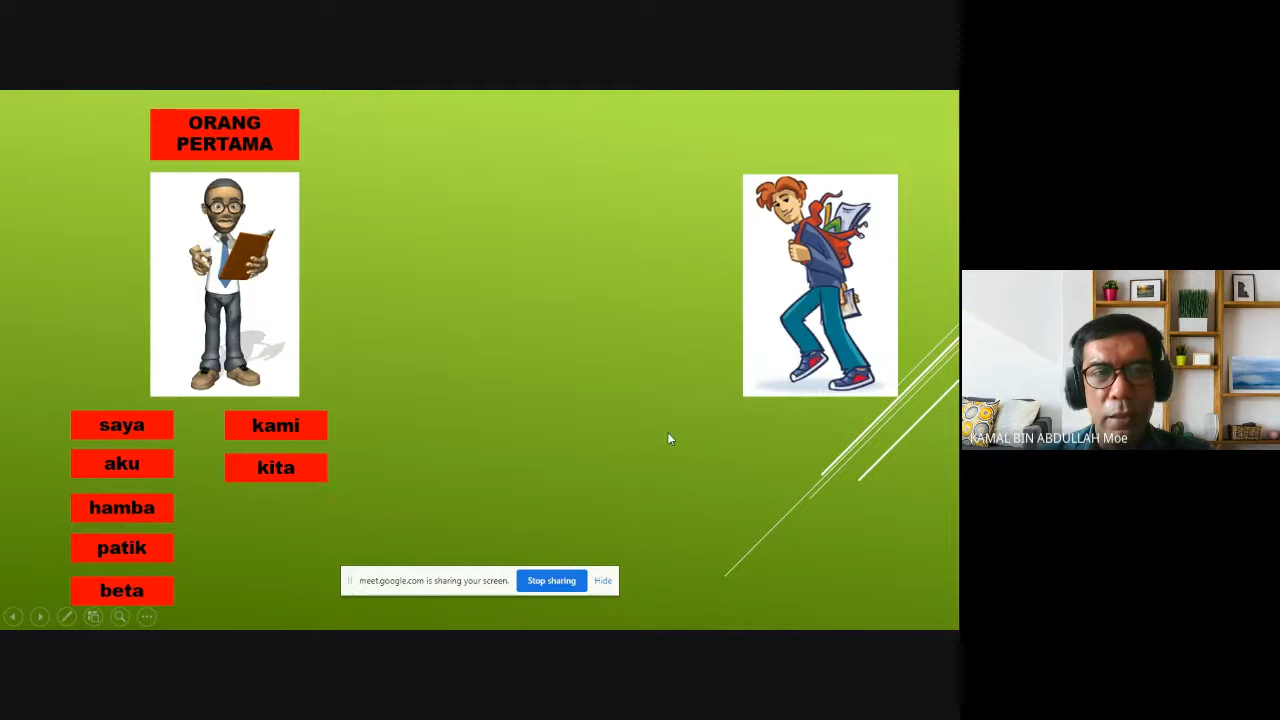 ORANG
PERTAMA
saya
kami
aku
kita
hamba
patik
beta
meet.google.com is sharing your screen.
Stop sharing
Hide
KAMAL BIN ABDULLAH Moe